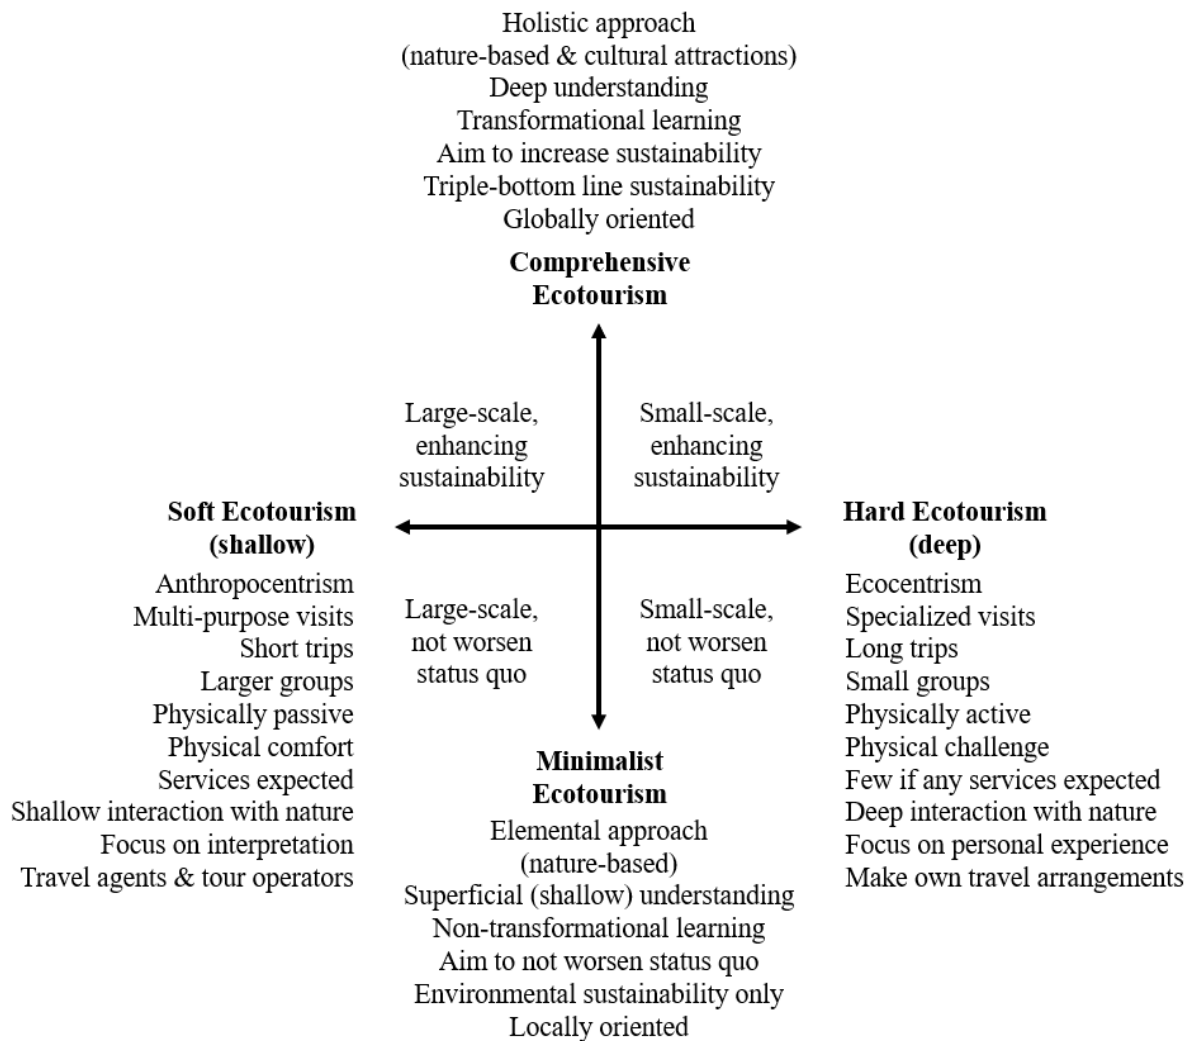 Holistic approach
(nature-based & cultural attractions)
Deep understanding
Transformational learning
Aim to increase sustainability
Triple-bottom line sustainability
Globally oriented
Comprehensive
Ecotourism
Large-scale,
enhancing
sustainability
Small-scale,
enhancing
sustainability
Soft Ecotourism
(shallow)
Anthropocentrism
Multi-purpose visits
Short trips
Larger groups
Physically passive
Physical comfort
Services expected
Shallow interaction with nature
Focus on interpretation
Travel agents & tour operators
Large-scale,
not worsen
status quo
Small-scale,
not worsen
status quo
Hard Ecotourism
(deep)
Ecocentrism
Specialized visits
Long trips
Small groups
Physically active
Physical challenge
Few if any services expected
Deep interaction with nature
Focus on personal experience
Make own travel arrangements
Minimalist
Ecotourism
Elemental approach
(nature-based)
Superficial (shallow) understanding
Non-transformational learning
Aim to not worsen status quo
Environmental sustainability only
Locally oriented